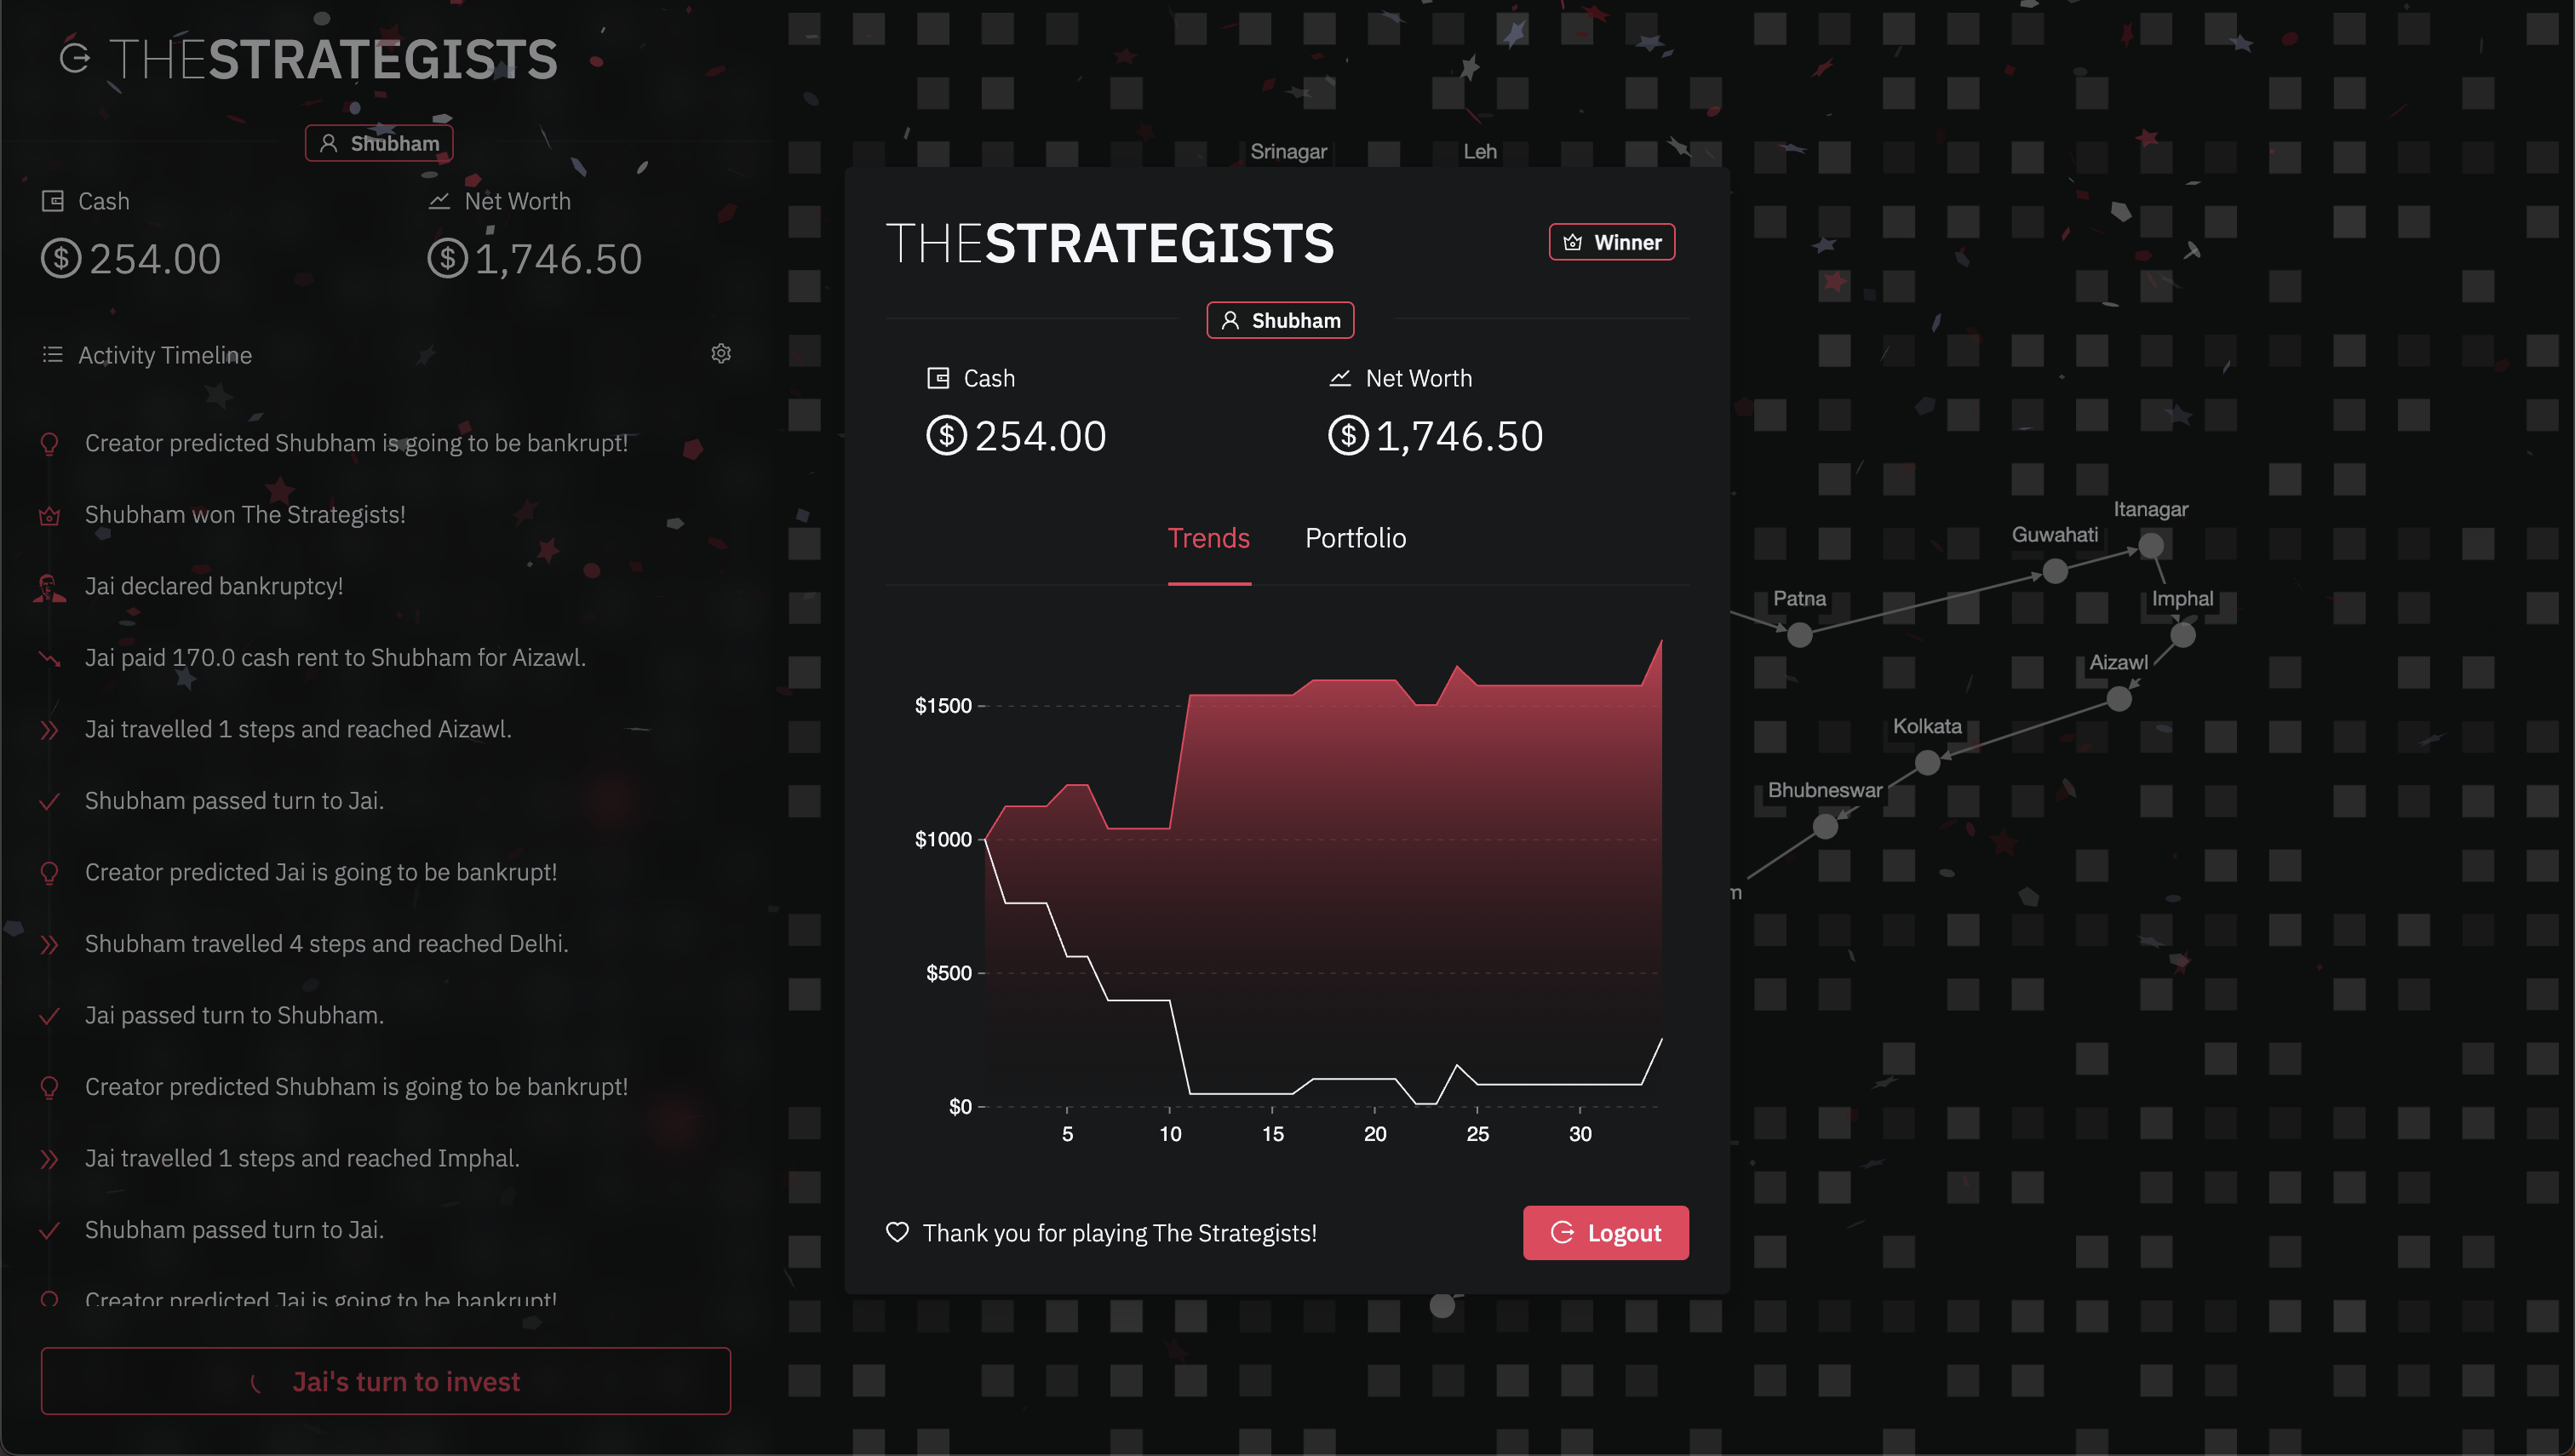 THESTRATEGISTS
Shubham
Cash
Net Worth
$254.00
$1,746.50
Activity Timeline
Creator predicted Shubham is going to be bankrupt!
Shubham won The Strategists!
Jai declared bankruptcy!
Jai paid 170.0 cash rent to Shubham for Aizawl.
Jai travelled 1 steps and reached Aizawl.
Shubham passed turn to Jai.
Creator predicted Jai is going to be bankrupt!
Shubham travelled 4 steps and reached Delhi.
Jai passed turn to Shubham.
Creator predicted Shubham is going to be bankrupt!
Jai travelled 1 steps and reached Imphal.
Shubham passed turn to Jai.
Creator predicted Jai is going to be bankrupt!
Jai's turn to invest
Srinagar
Leh
THESTRATEGISTS
Winner
Shubham
Cash
Net Worth
$254.00
$1,746.50
Trends
Portfolio
$1500
$1000
$500
$0
5
10
15
20
25
30
Thank you for playing The Strategists!
Logout
Itanagar
Guwahati
Patna
Imphal
Aizawl
Kolkata
Bhubneswar
m